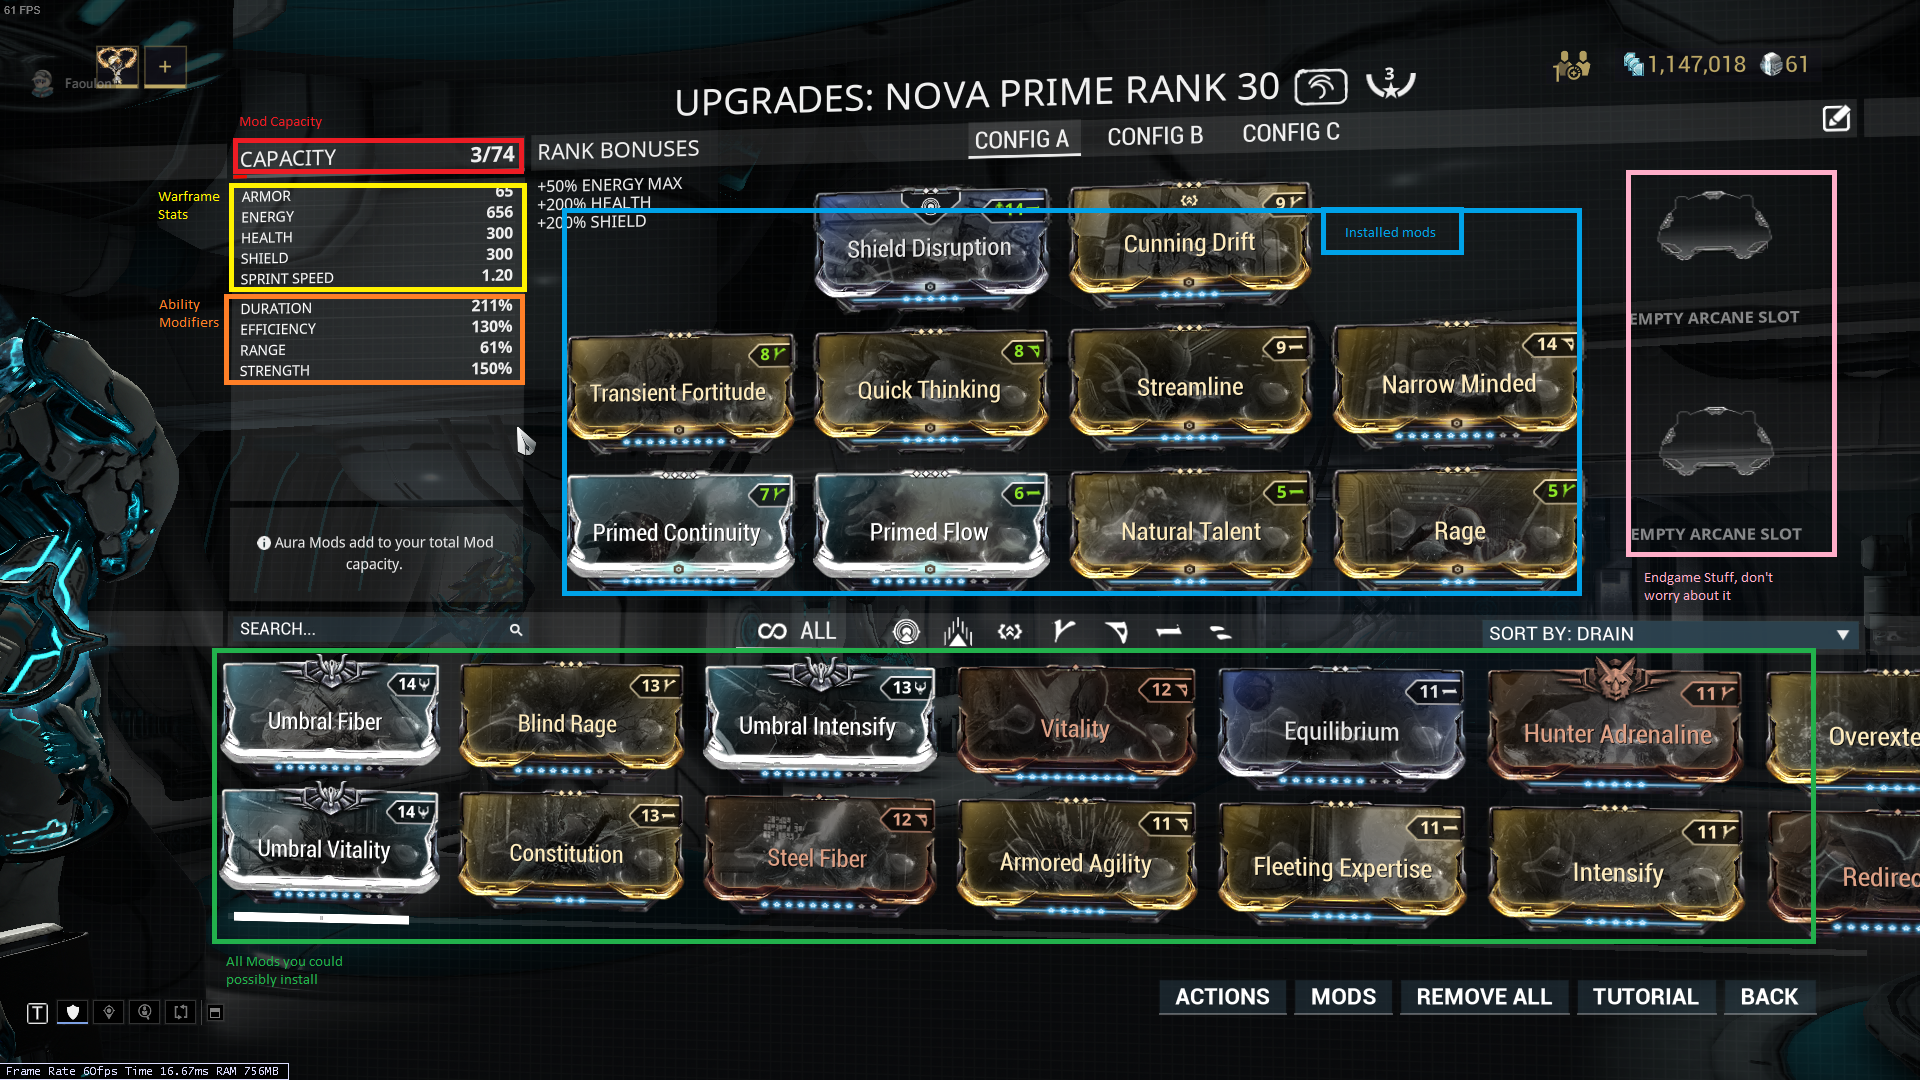 61 FPS
Faoulon
+
UPGRADES: NOVA PRIME RANK 30
3
1,147,018
61
Mod Capacity
CAPACITY 3/74
RANK BONUSES
CONFIG A
CONFIG B
CONFIG C
Warframe
Stats
ARMOR 65
ENERGY 656
HEALTH 300
SHIELD 300
SPRINT SPEED 1.20
+50% ENERGY MAX
+200% HEALTH
+200% SHIELD
Ability
Modifiers
DURATION 211%
EFFICIENCY 130%
RANGE 61%
STRENGTH 150%
14
Shield Disruption
9
Cunning Drift
Installed mods
8
Transient Fortitude
8
Quick Thinking
9
Streamline
14
Narrow Minded
7
Primed Continuity
6
Primed Flow
5
Natural Talent
5
Rage
EMPTY ARCANE SLOT
EMPTY ARCANE SLOT
Endgame Stuff, don't
worry about it
Aura Mods add to your total Mod
capacity.
SEARCH...
ALL
SORT BY: DRAIN
14
Umbral Fiber
13
Blind Rage
13
Umbral Intensify
12
Vitality
11
Equilibrium
11
Hunter Adrenaline
Overexte
14
Umbral Vitality
13
Constitution
12
Steel Fiber
11
Armored Agility
11
Fleeting Expertise
11
Intensify
Redirec
All Mods you could
possibly install
T
ACTIONS
MODS
REMOVE ALL
TUTORIAL
BACK
Frame Rate 60fps Time 16.67ms RAM 756MB